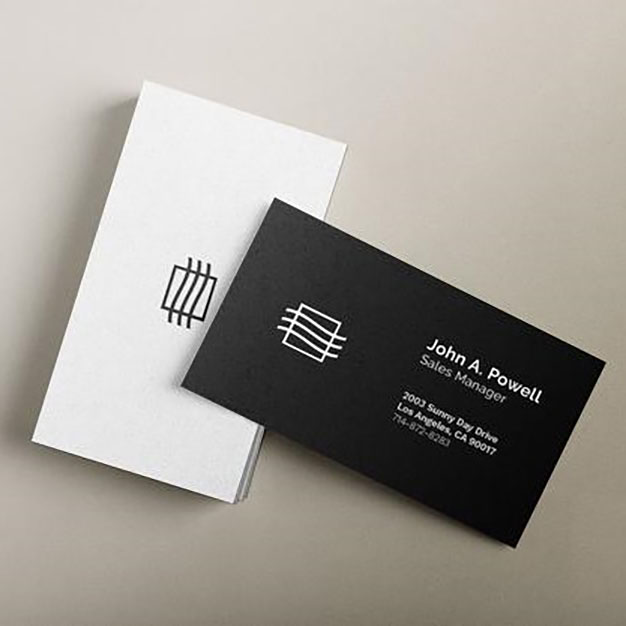 John A. Powell
Sales Manager
2003 Sunny Day Drive
Los Angeles, CA 90017
714-872-8283